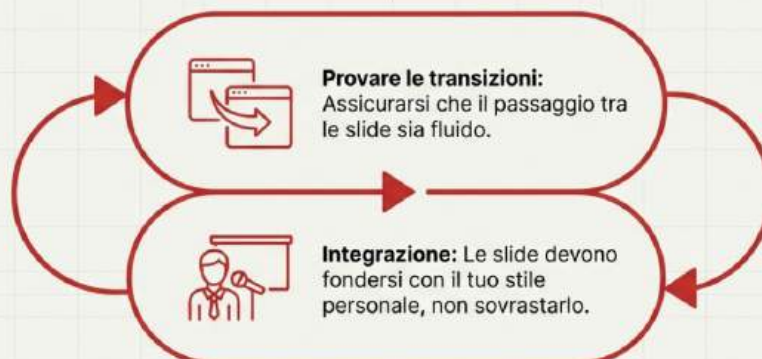 Provare le transizioni:
Assicurarsi che il passaggio tra
le slide sia fluido.
Integrazione: Le slide devono
fondersi con il tuo stile
personale, non sovrastarlo.